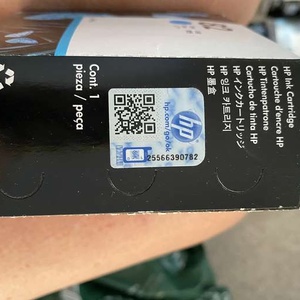 Cont. 1
pieza / peça
hp.com/go/ok
hp
25566390782
HP Ink Cartridge
Cartouche d'encre HP
HP Tintenpatrone
Cartucho de tinta HP
HP インクカートリッジ
HP 잉크 카트리지
HP 墨盒